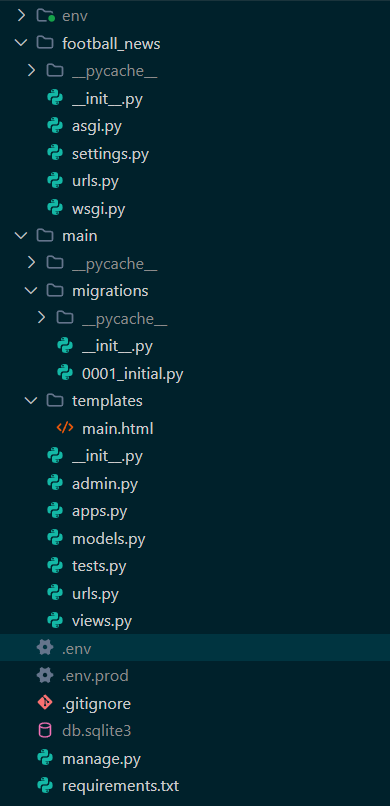 env
football_news
__pycache__
__init__.py
asgi.py
settings.py
urls.py
wsgi.py
main
__pycache__
migrations
__pycache__
__init__.py
0001_initial.py
templates
main.html
__init__.py
admin.py
apps.py
models.py
tests.py
urls.py
views.py
.env
.env.prod
.gitignore
db.sqlite3
manage.py
requirements.txt